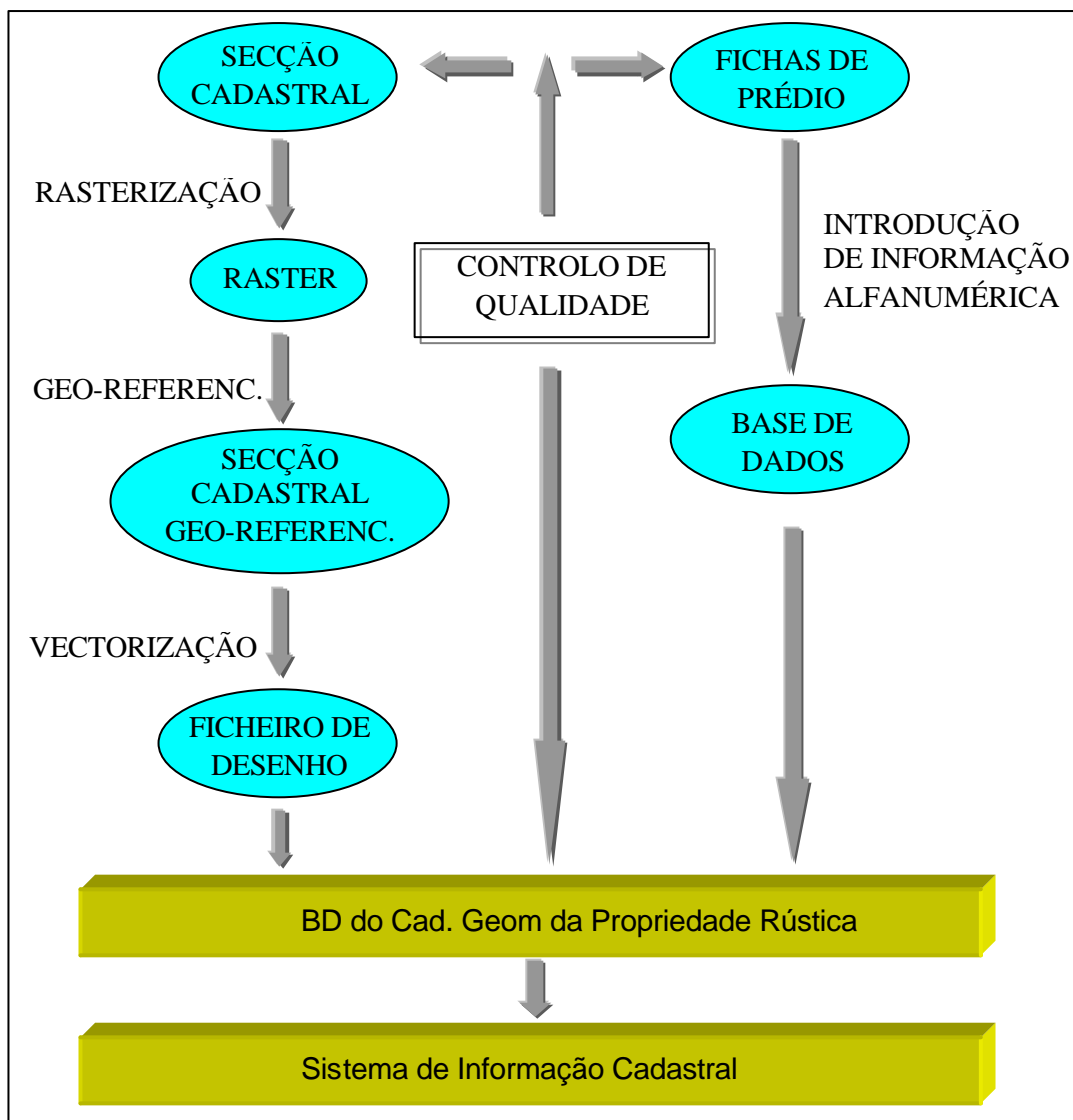 SECÇÃO
CADASTRAL
FICHAS DE
PRÉDIO
RASTERIZAÇÃO
RASTER
CONTROLO DE
QUALIDADE
INTRODUÇÃO
DE INFORMAÇÃO
ALFANUMÉRICA
GEO-REFERENC.
SECÇÃO
CADASTRAL
GEO-REFERENC.
BASE DE
DADOS
VECTORIZAÇÃO
FICHEIRO DE
DESENHO
BD do Cad. Geom da Propriedade Rústica
Sistema de Informação Cadastral